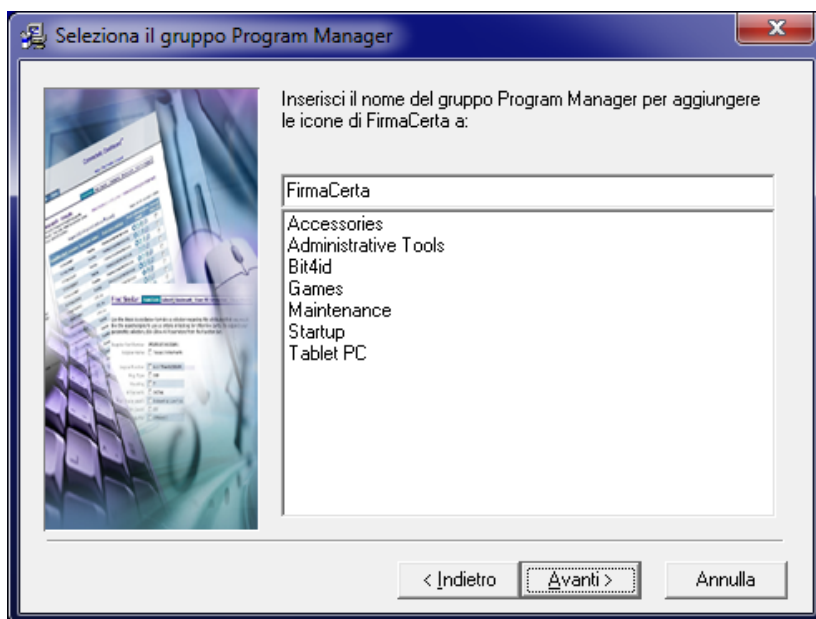 Seleziona il gruppo Program Manager
Inserisci il nome del gruppo Program Manager per aggiungere
le icone di FirmaCerta a:
FirmaCerta
Accessories
Administrative Tools
Bit4id
Games
Maintenance
Startup
Tablet PC
< Indietro
Avanti >
Annulla